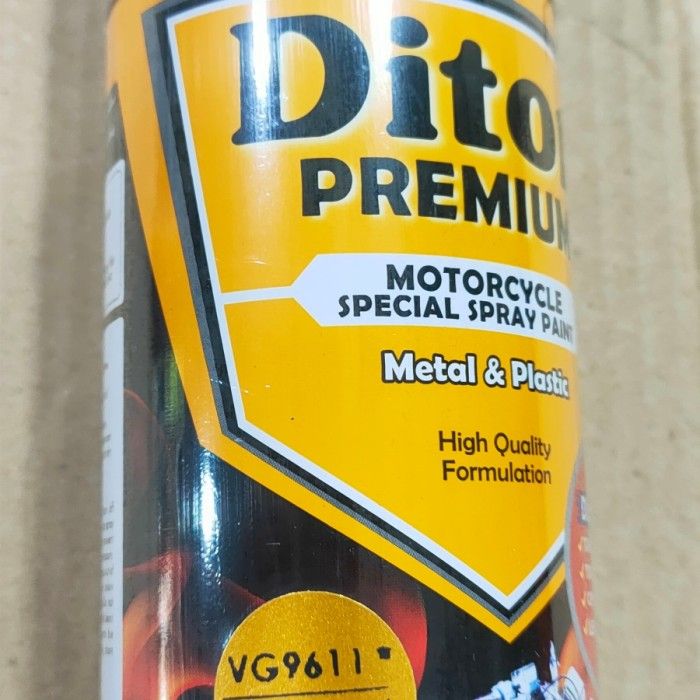 Dito
PREMIUM
MOTORCYCLE
SPECIAL SPRAY PAINT
Metal & Plastic
High Quality
Formulation
VG9611*